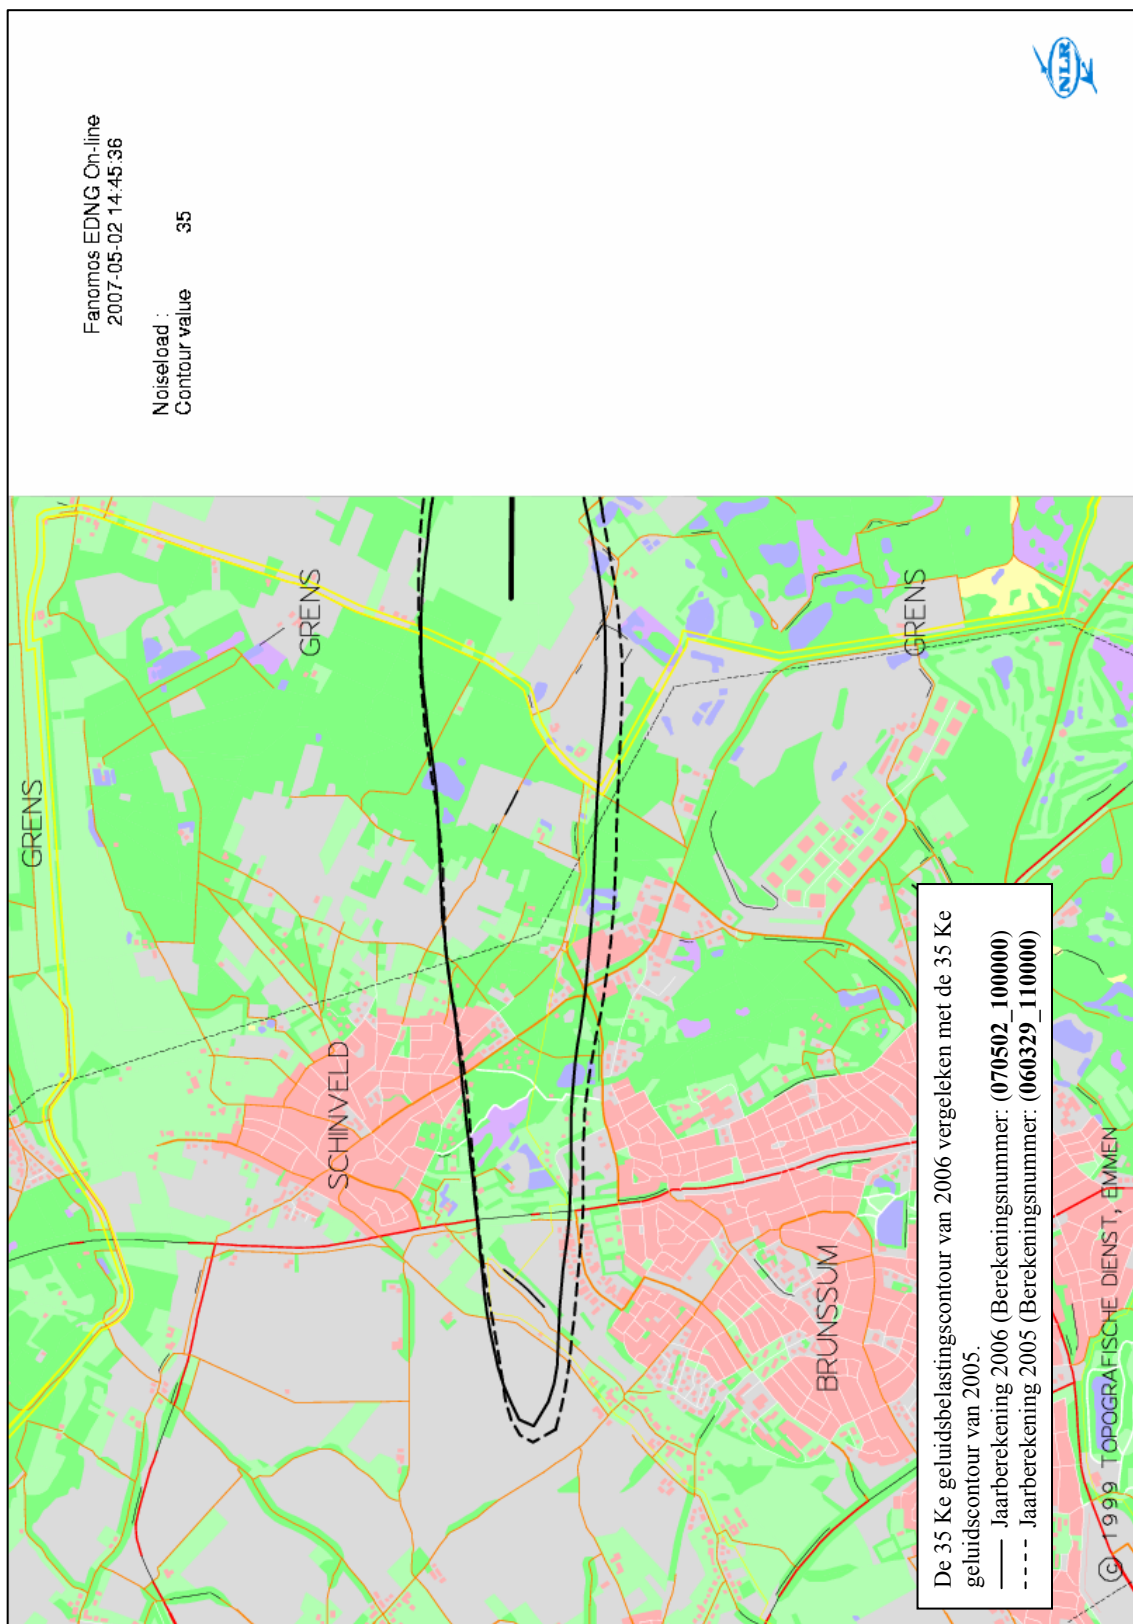 Fanomos EDNG On-line
2007-05-02 14:45:36
Noiseload :
Contour value 35
NLR
GRENS
GRENS
GRENS
SCHINVELD
BRUNSSUM
De 35 Ke geluidsbelastingscontour van 2006 vergeleken met de 35 Ke
geluidscontour van 2005.
Jaarberekening 2006 (Berekeningsnummer: (070502_100000)
Jaarberekening 2005 (Berekeningsnummer: (060329_110000)
© 1999 TOPOGRAFISCHE DIENST, EMMEN